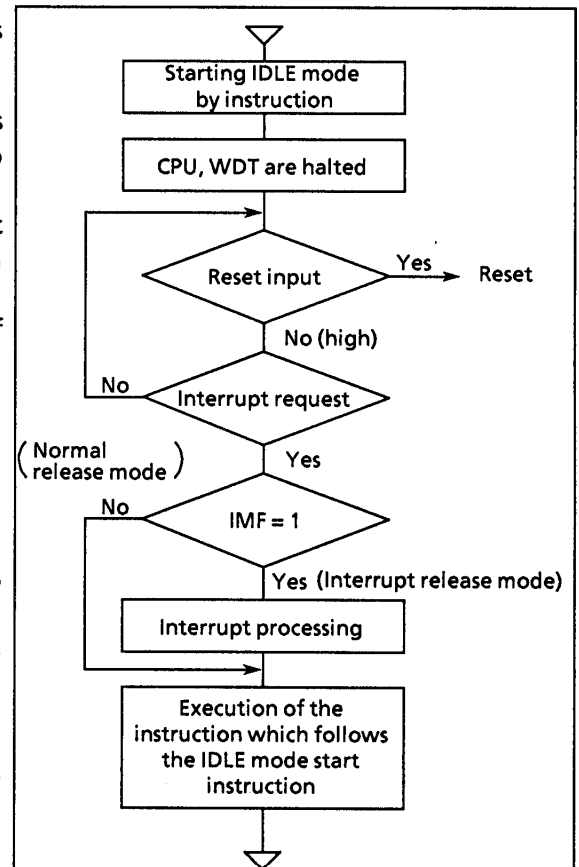 Starting IDLE mode
by instruction
CPU, WDT are halted
Reset input
Yes
Reset
No (high)
No
Interrupt request
(Normal
release mode)
Yes
No
IMF = 1
Yes (Interrupt release mode)
Interrupt processing
Execution of the
instruction which follows
the IDLE mode start
instruction